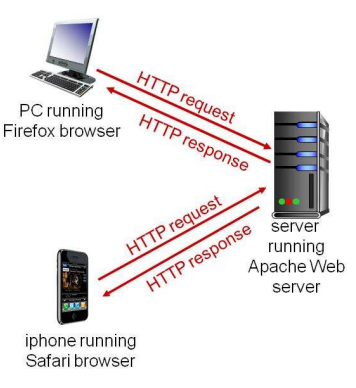 HTTP request
HTTP response
PC running
Firefox browser
HTTP request
HTTP response
server
running
Apache Web
server
iphone running
Safari browser